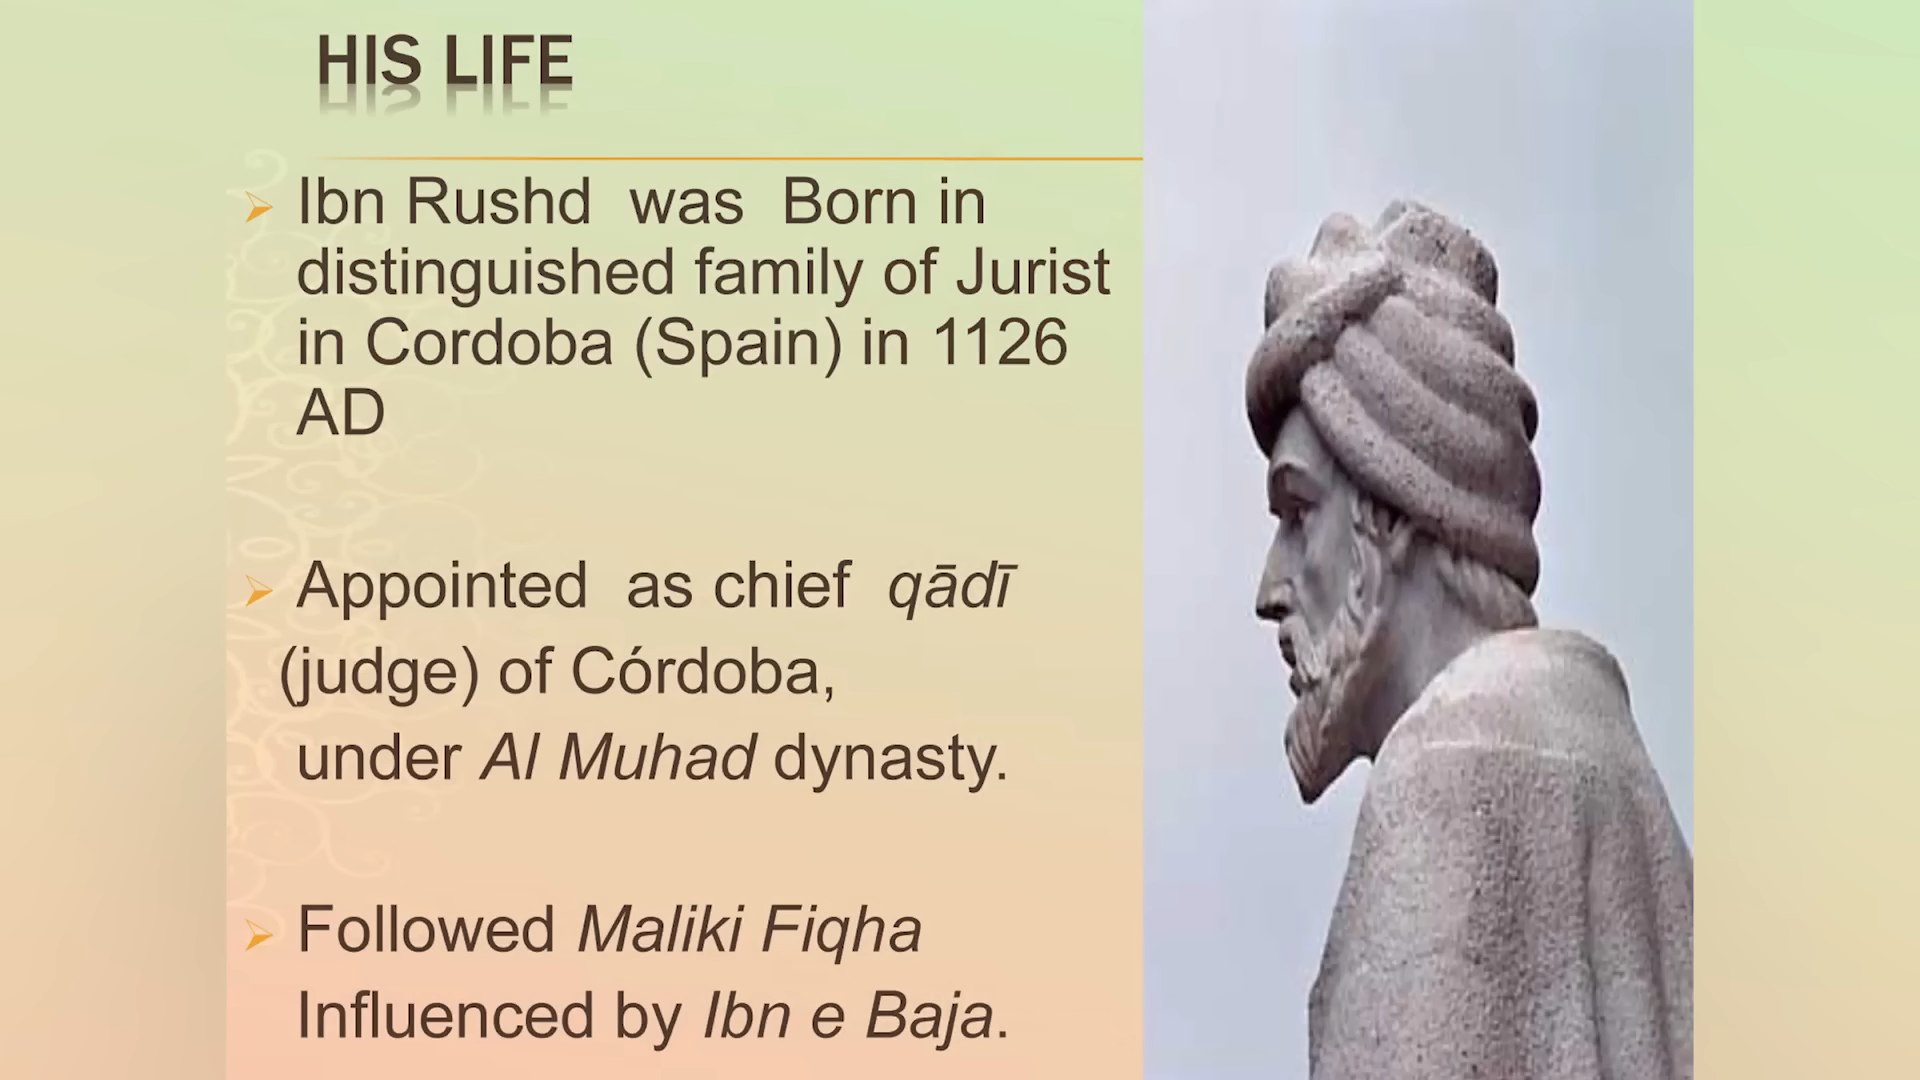 HIS LIFE
Ibn Rushd was Born in
distinguished family of Jurist
in Cordoba (Spain) in 1126
AD
Appointed as chief qādī
(judge) of Córdoba,
under Al Muhad dynasty.
Followed Maliki Fiqha
Influenced by Ibn e Baja.